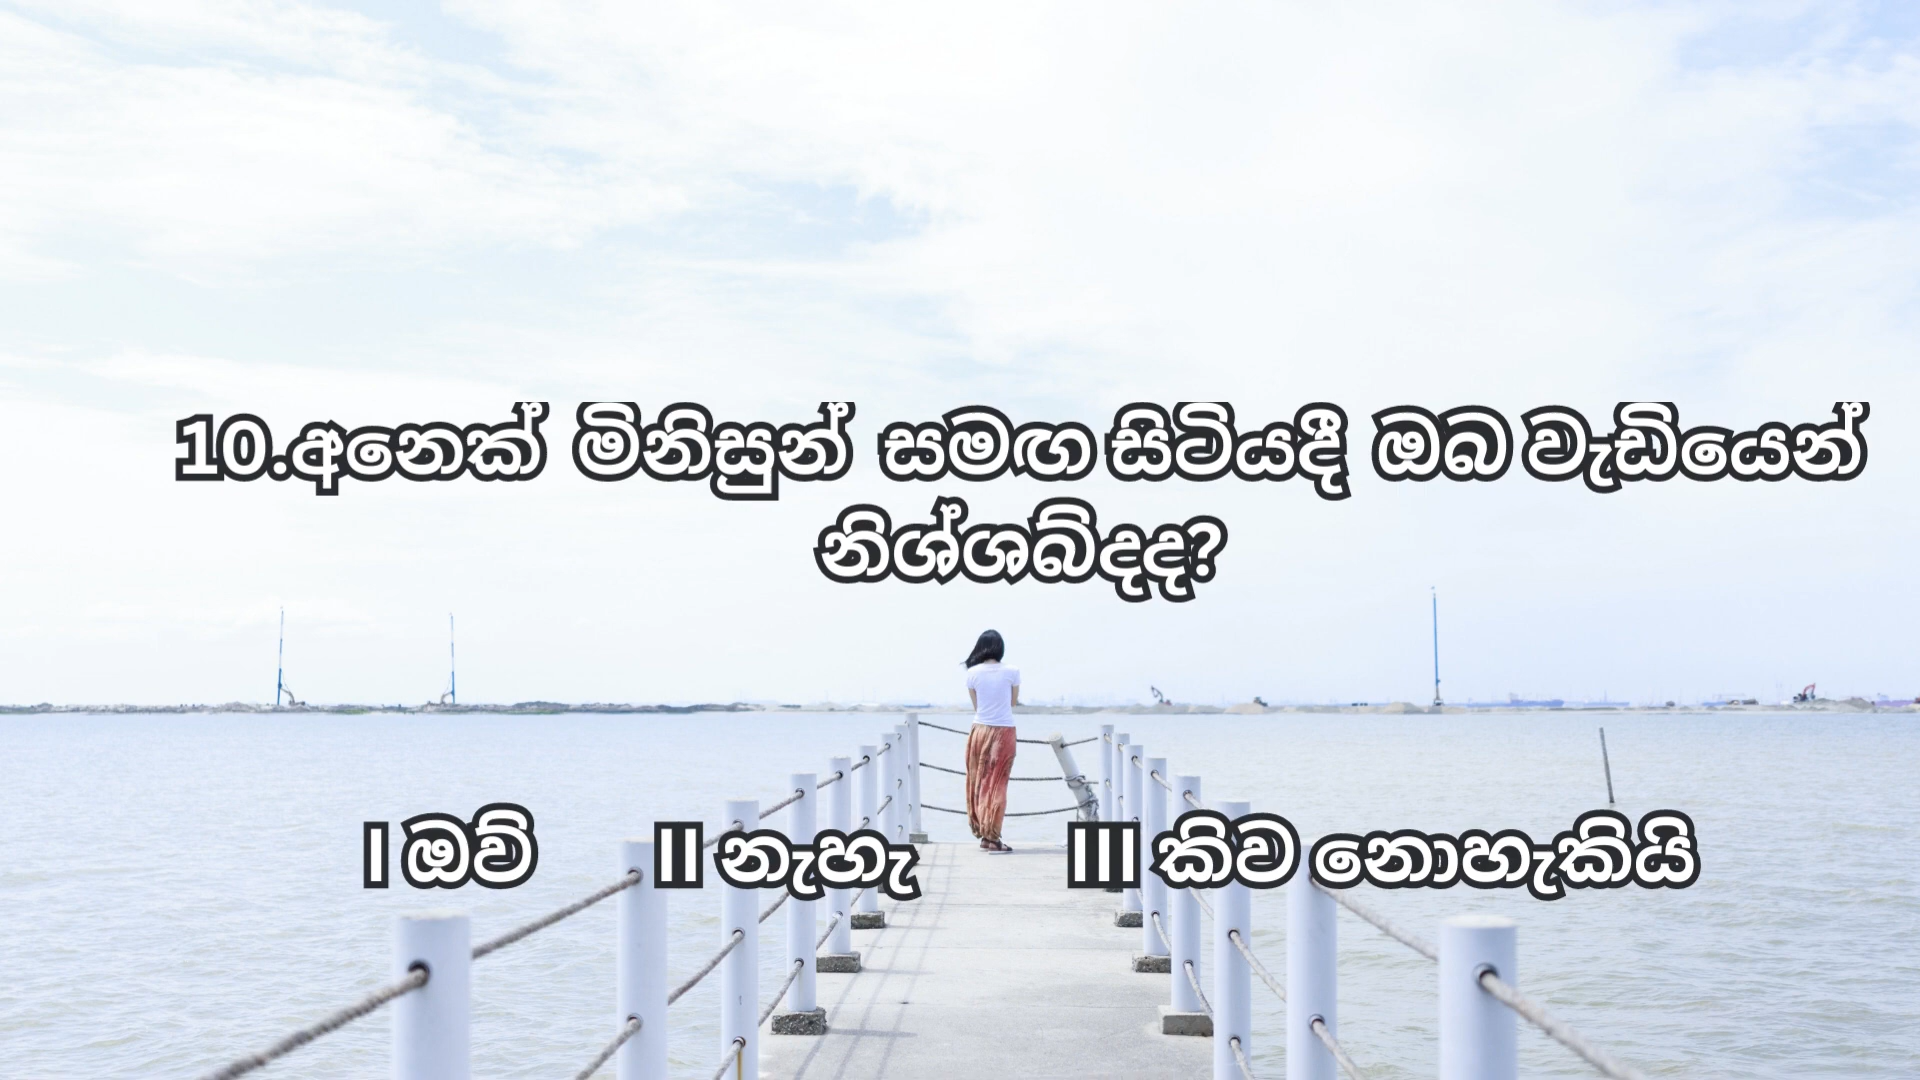 10.අනෙක් මිනිසුන් සමඟ සිටියදී ඔබ වැඩියෙන්
නිශ්ශබ්දද?
I ඔව් II නැහැ III කිව නොහැකියි